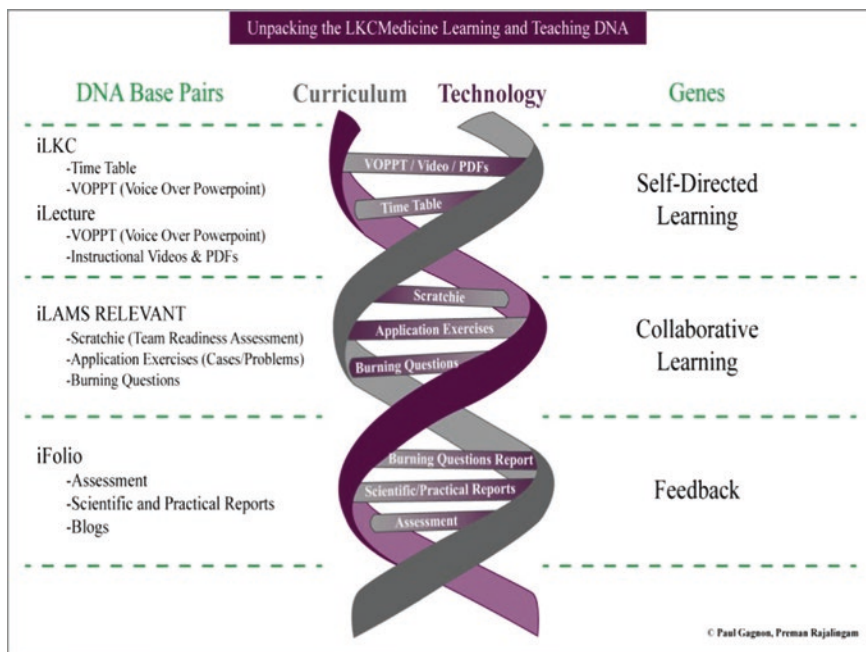 Unpacking the LKCMedicine Learning and Teaching DNA
DNA Base Pairs
Curriculum
Technology
Genes
iLKC
-Time Table
-VOPPT (Voice Over Powerpoint)
iLecture
-VOPPT (Voice Over Powerpoint)
-Instructional Videos & PDFs
VOPPT / Video / PDFs
Time Table
Self-Directed
Learning
iLAMS RELEVANT
-Scratchie (Team Readiness Assessment)
-Application Exercises (Cases/Problems)
-Burning Questions
Scratchie
Application Exercises
Burning Questions
Collaborative
Learning
iFolio
-Assessment
-Scientific and Practical Reports
-Blogs
Burning Questions Report
Scientific/Practical Reports
Assessment
Feedback
© Paul Gagnon, Preman Rajalingam